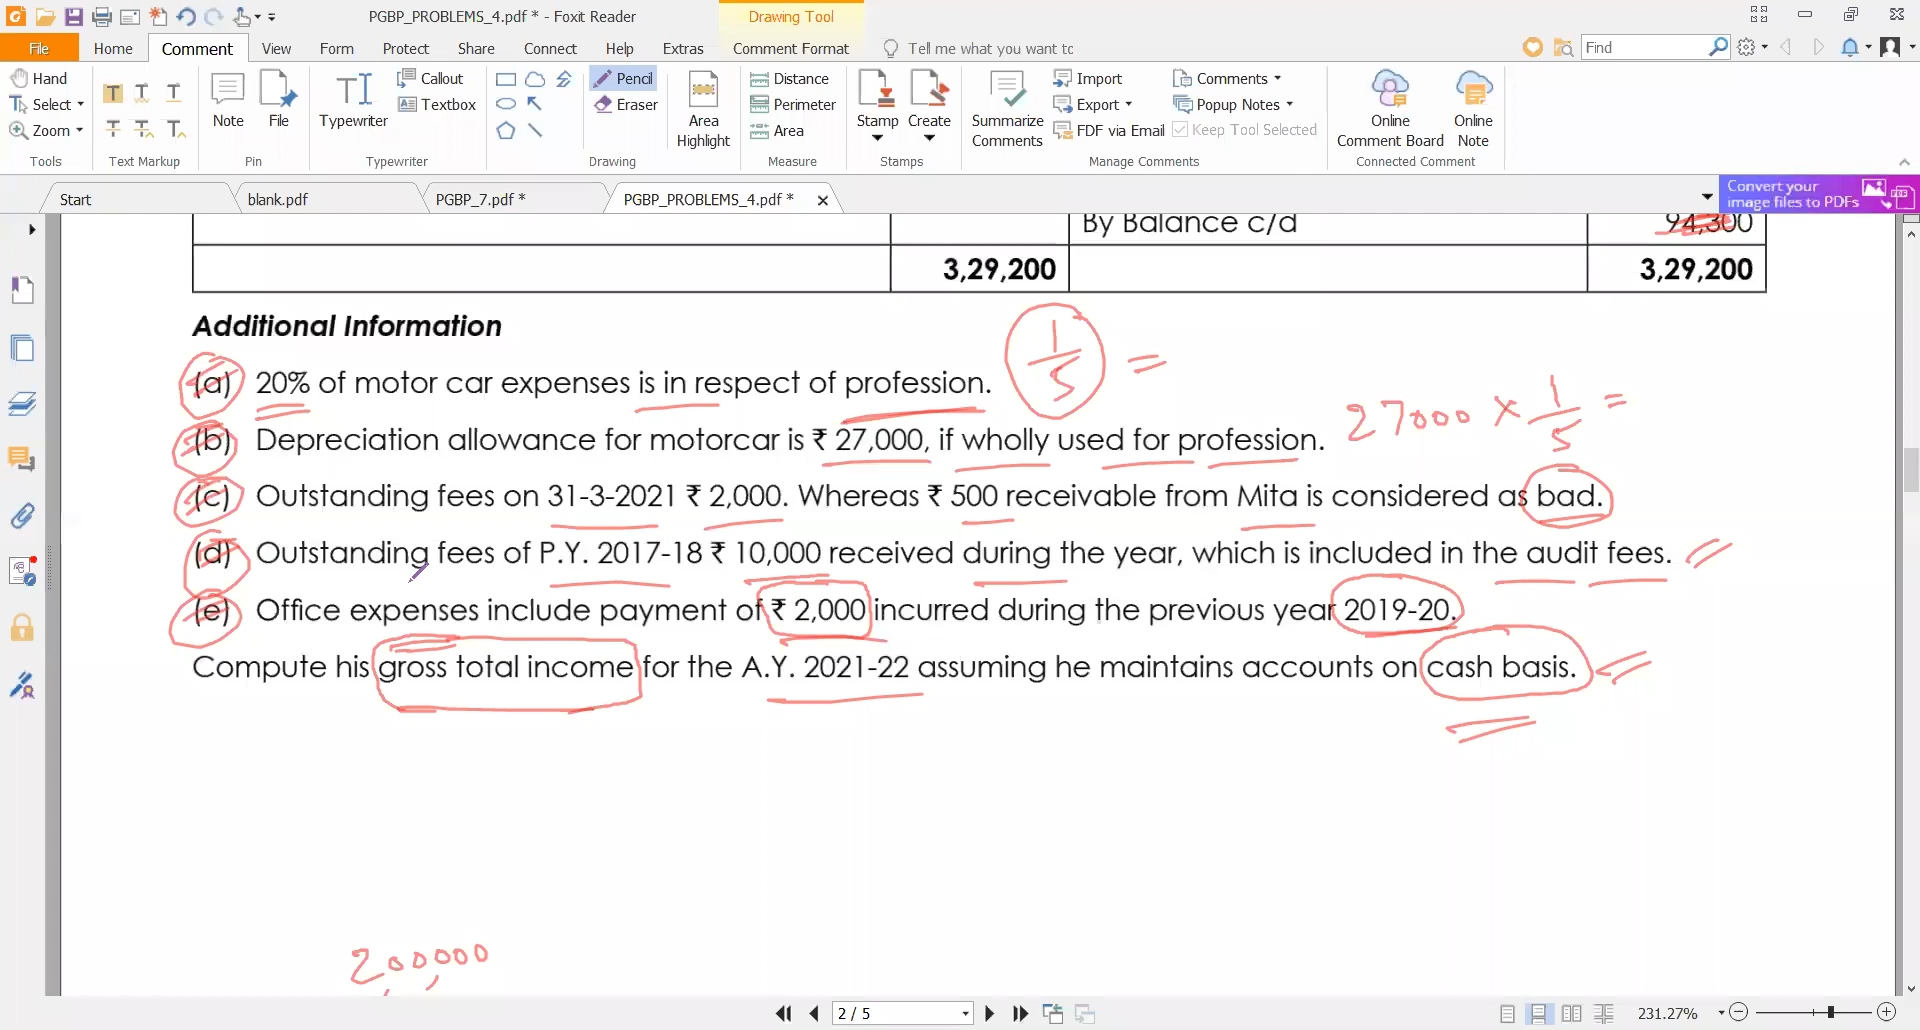 PGBP_PROBLEMS_4.pdf * - Foxit Reader
Drawing Tool
File Home Comment View Form Protect Share Connect Help Extras Comment Format Tell me what you want to Find
Hand
Select
Zoom
Tools
Text Markup
Note
File
Pin
Typewriter
Callout
Textbox
Typewriter
Pencil
Eraser
Drawing
Area
Highlight
Distance
Perimeter
Area
Measure
Stamp
Create
Stamps
Summarize
Comments
Import
Export
FDF via Email
Comments
Popup Notes
Keep Tool Selected
Manage Comments
Online
Comment Board
Online
Note
Connected Comment
Start blank.pdf PGBP_7.pdf * PGBP_PROBLEMS_4.pdf *
Convert your
image files to PDFs
By Balance c/d 94,300
3,29,200 3,29,200
Additional Information
1
5 =
(a) 20% of motor car expenses is in respect of profession.
27000 × 1/5 =
(b) Depreciation allowance for motorcar is ₹ 27,000, if wholly used for profession.
(c) Outstanding fees on 31-3-2021 ₹ 2,000. Whereas ₹ 500 receivable from Mita is considered as bad.
(d) Outstanding fees of P.Y. 2017-18 ₹ 10,000 received during the year, which is included in the audit fees.
(e) Office expenses include payment of ₹ 2,000 incurred during the previous year 2019-20.
Compute his gross total income for the A.Y. 2021-22 assuming he maintains accounts on cash basis.
2,00,000
2 / 5 231.27%